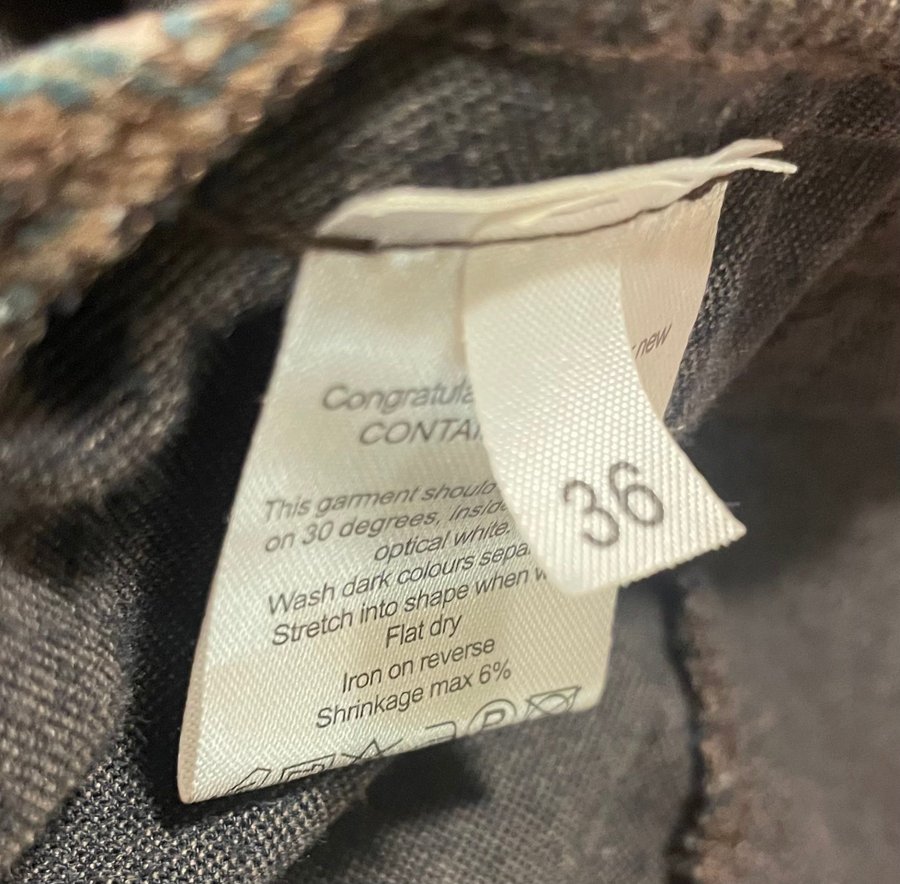 new
Congratula
CONTAI
36
This garment should
on 30 degrees, Inside
optical white.
Wash dark colours sepa
Stretch into shape when w
Flat dry
Iron on reverse
Shrinkage max 6%
P